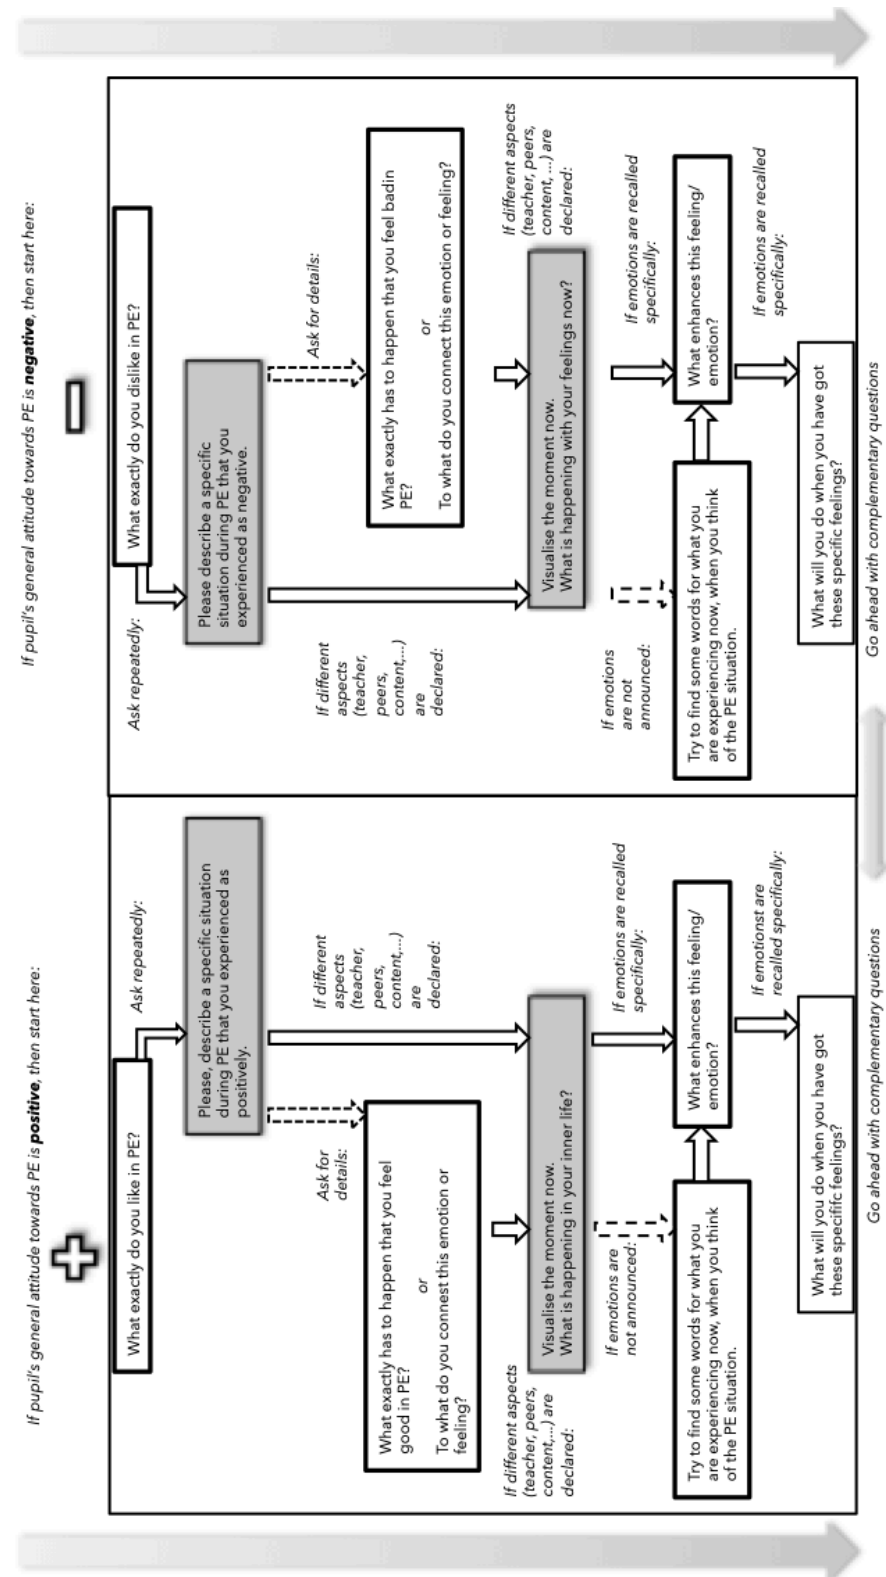 If pupil's general attitude towards PE is positive, then start here:
What exactly do you like in PE?
Ask repeatedly:
Please, describe a specific situation
during PE that you experienced as
positively.
Ask for
details:
If different
aspects
(teacher,
peers,
content,...)
are
declared:
What exactly has to happen that you feel
good in PE?
or
To what do you connest this emotion or
feeling?
If different aspects
(teacher, peers,
content,...) are
declared:
Visualise the moment now.
What is happening in your inner life?
If emotions are
not announced:
If emotions are recalled
specifically:
Try to find some words for what you
are experiencing now, when you think
of the PE situation.
What enhances this feeling/
emotion?
If emotionst are
recalled specifically:
What will you do when you have got
these specififc feelings?
Go ahead with complementary questions
If pupil's general attitude towards PE is negative, then start here:
What exactly do you dislike in PE?
Ask repeatedly:
Please describe a specific
situation during PE that you
experienced as negative.
If different
aspects
(teacher,
peers,
content,...)
are
declared:
Ask for details:
What exactly has to happen that you feel badin
PE?
or
To what do you connect this emotion or feeling?
If different aspects
(teacher, peers,
content, ...) are
declared:
Visualise the moment now.
What is happening with your feelings now?
If emotions
are not
announced:
If emotions are recalled
specifically:
Try to find some words for what you
are experiencing now, when you think
of the PE situation.
What enhances this feeling/
emotion?
If emotions are recalled
specifically:
What will you do when you have got
these specific feelings?
Go ahead with complementary questions